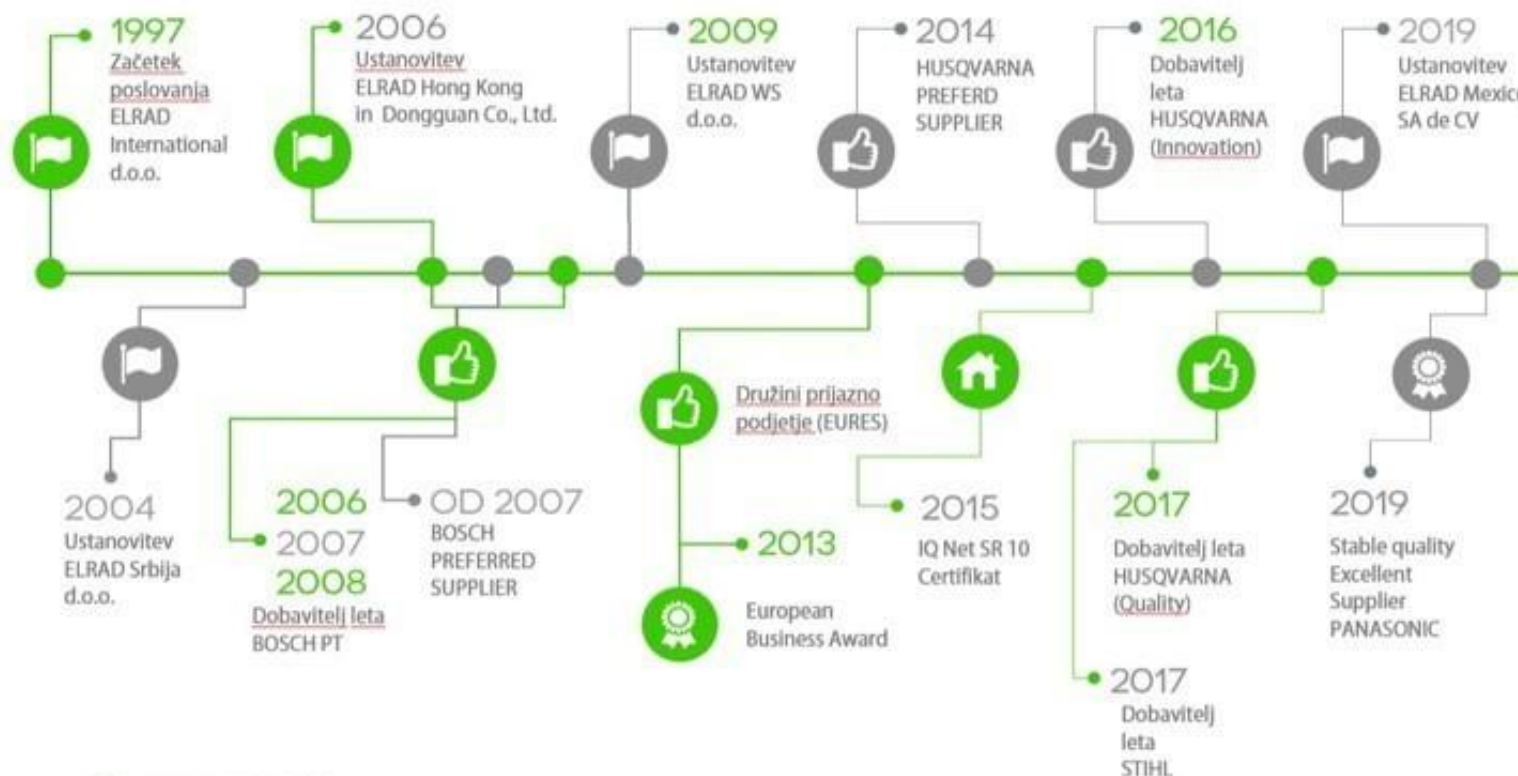 1997
Začetek
poslovanja
ELRAD
International
d.o.o.
2006
Ustanovitev
ELRAD Hong Kong
in Dongguan Co., Ltd.
2009
Ustanovitev
ELRAD WS
d.o.o.
2014
HUSQVARNA
PREFERD
SUPPLIER
2016
Dobavitelj
leta
HUSQVARNA
(Innovation)
2019
Ustanovitev
ELRAD Mexico
SA de CV
2004
Ustanovitev
ELRAD Srbija
d.o.o.
2006
2007
2008
Dobavitelj leta
BOSCH PT
OD 2007
BOSCH
PREFERRED
SUPPLIER
Družini prijazno
podjetje (EURES)
2013
European
Business Award
2015
IQ Net SR 10
Certifikat
2017
Dobavitelj leta
HUSQVARNA
(Quality)
2017
Dobavitelj
leta
STIHL
2019
Stable quality
Excellent
Supplier
PANASONIC